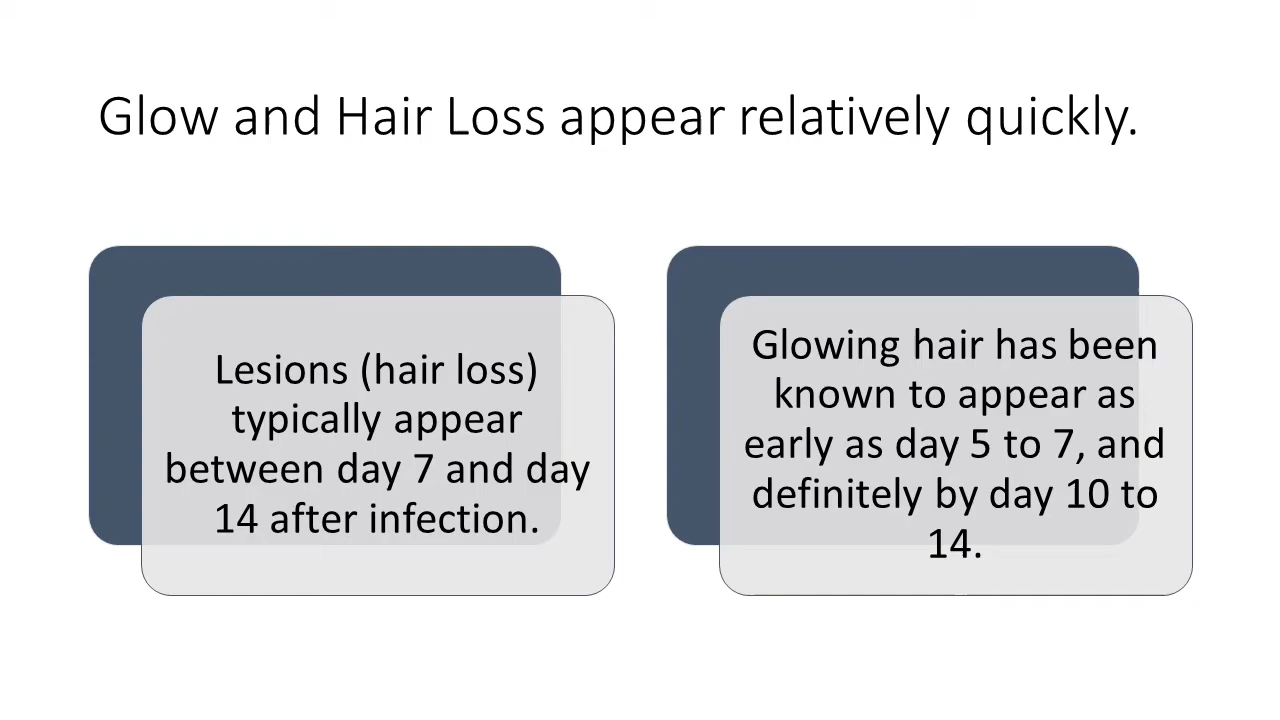 Glow and Hair Loss appear relatively quickly.
Lesions (hair loss)
typically appear
between day 7 and day
14 after infection.
Glowing hair has been
known to appear as
early as day 5 to 7, and
definitely by day 10 to
14.